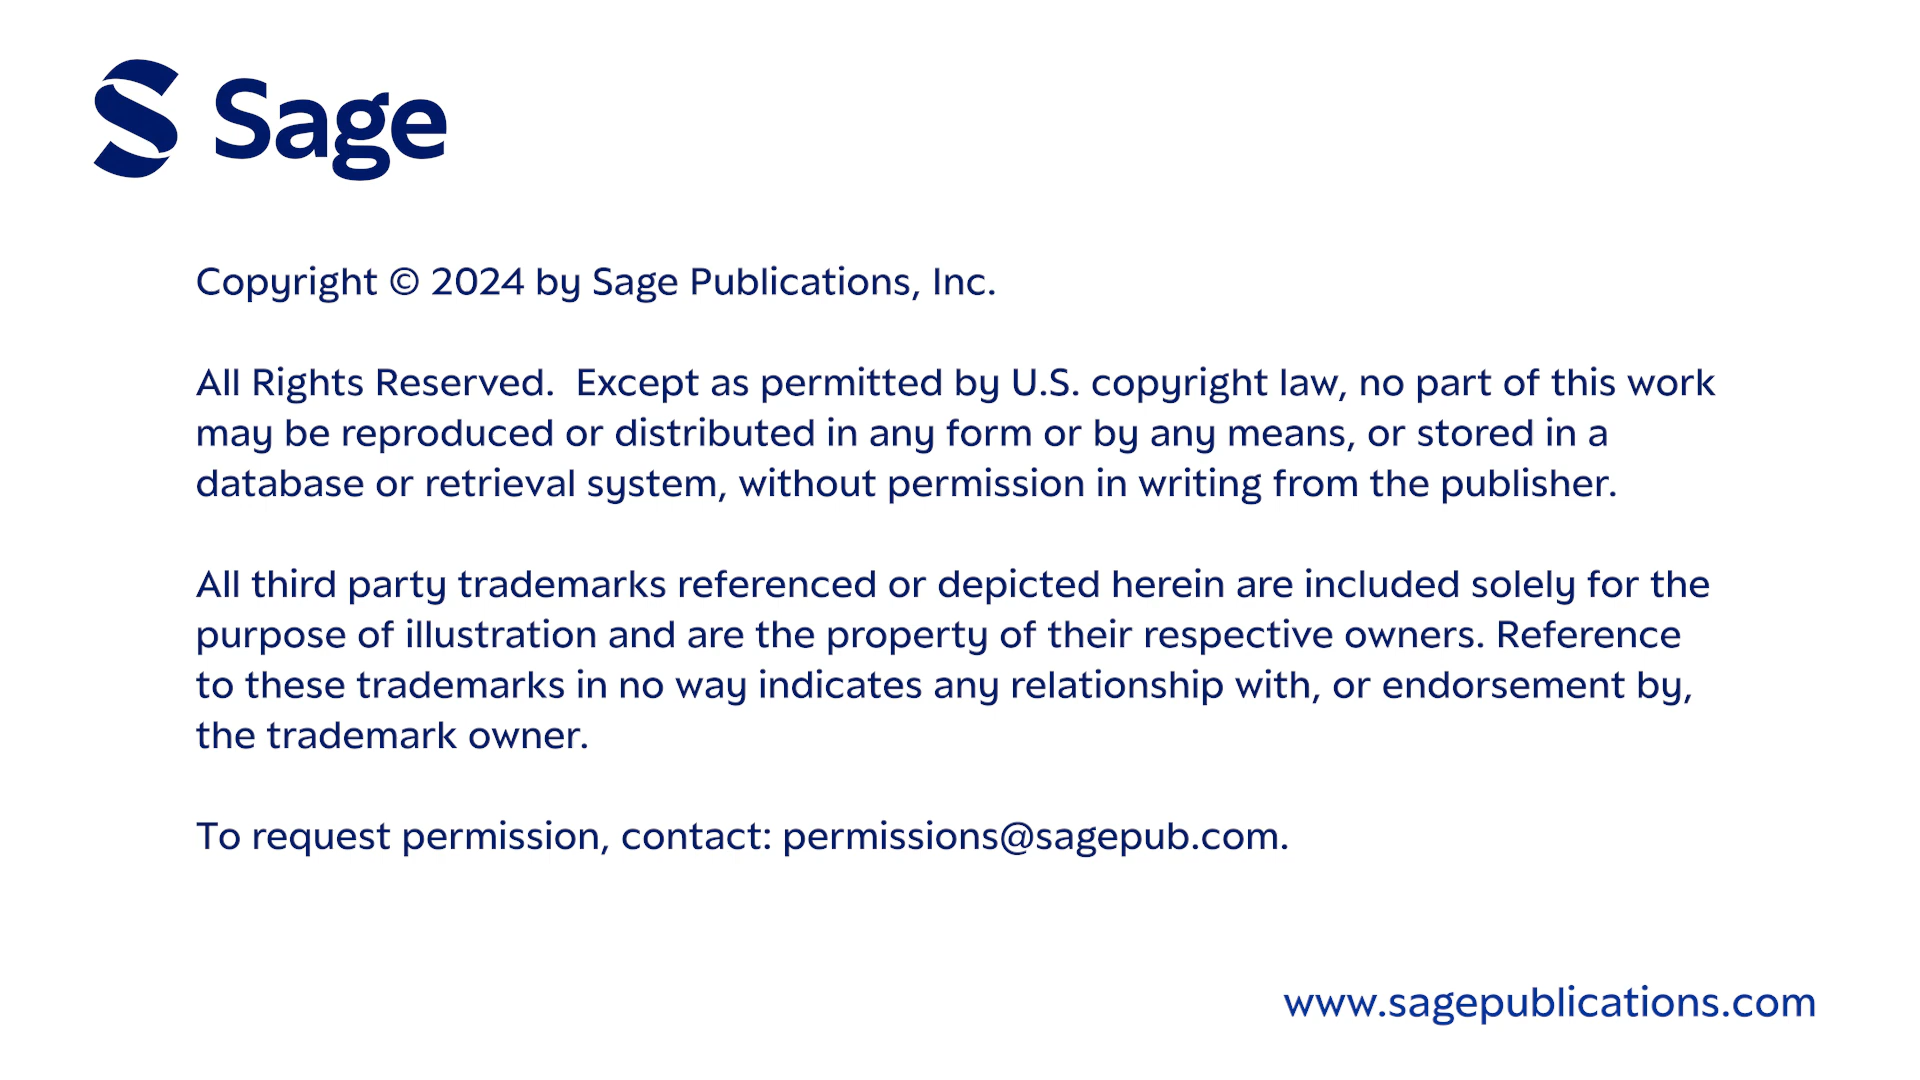 Sage
Copyright © 2024 by Sage Publications, Inc.
All Rights Reserved.  Except as permitted by U.S. copyright law, no part of this work
may be reproduced or distributed in any form or by any means, or stored in a
database or retrieval system, without permission in writing from the publisher.
All third party trademarks referenced or depicted herein are included solely for the
purpose of illustration and are the property of their respective owners. Reference
to these trademarks in no way indicates any relationship with, or endorsement by,
the trademark owner.
To request permission, contact: permissions@sagepub.com.
www.sagepublications.com